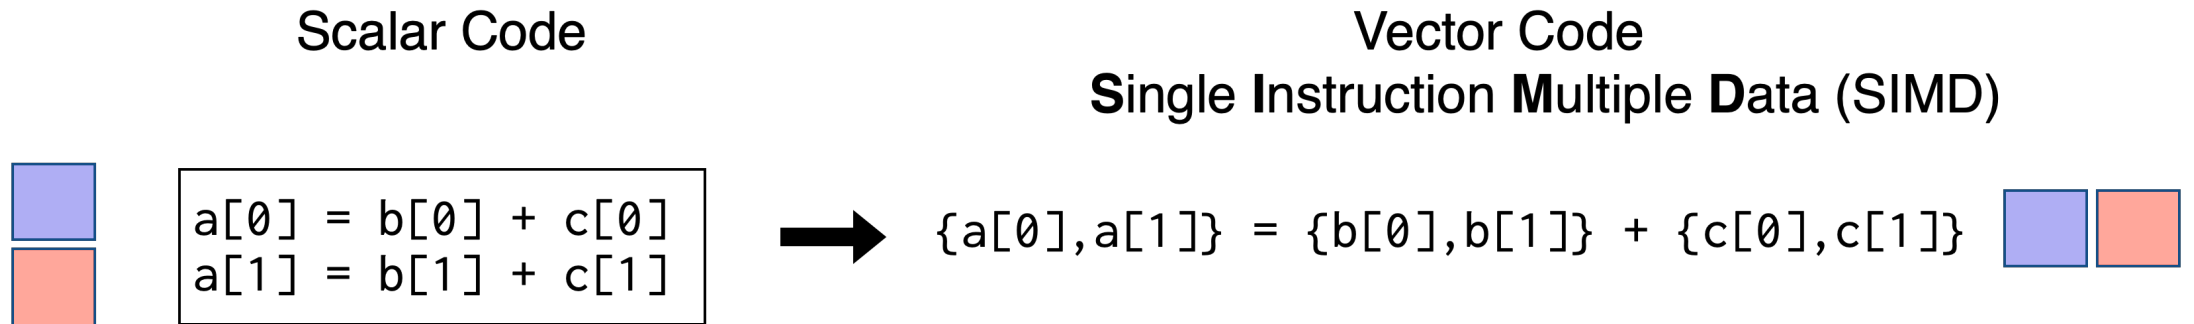 Scalar Code
a[0] = b[0] + c[0]
a[1] = b[1] + c[1]
Vector Code
Single Instruction Multiple Data (SIMD)
{a[0],a[1]} = {b[0],b[1]} + {c[0],c[1]}